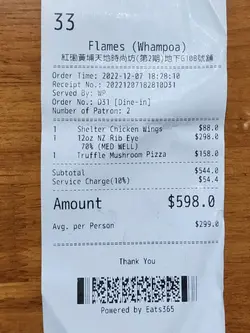 33
Flames (Whampoa)
紅磡黃埔天地時尚坊(第2期)地下G10B號舖
Order Time: 2022-12-07 18:28:10
Receipt No.: 20221207182810D31
Served By: WP
Order No.: D31 [Dine-in]
Number of Patron: 2
1 Shelter Chicken Wings $88.0
1 12oz NZ Rib Eye $298.0
70% (MED WELL)
1 Truffle Mushroom Pizza $158.0
Subtotal $544.0
Service Charge(10%) $54.4
Amount $598.0
Avg. per Person $299.0
Thank You
Powered by Eats365